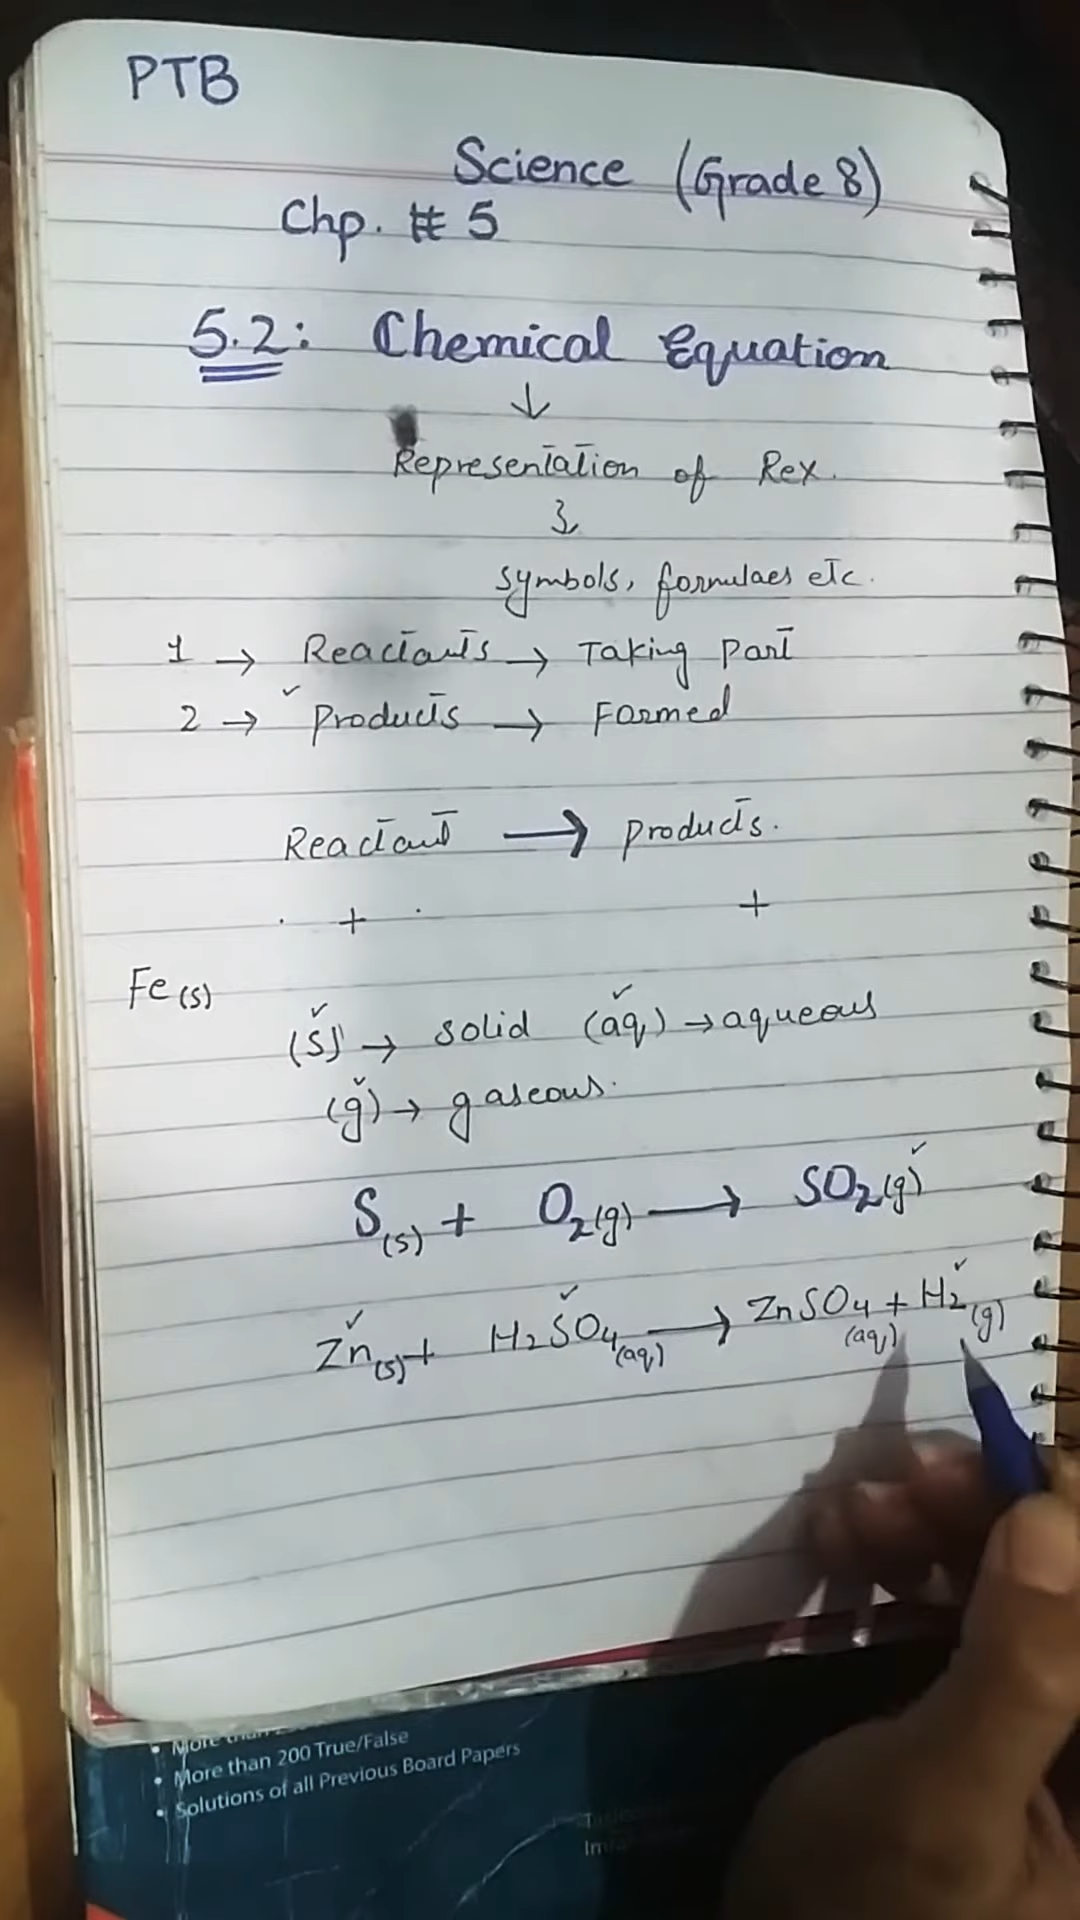 PTB
Science (Grade 8)
Chp. # 5
5.2: Chemical Equation
↓
Representation of Rex.
symbols, formulaes etc.
1 → Reactants → Taking Part
2 → ✓ Products → Formed
Reactant → products.
+ +
Fe(s)
(s) ✓ → solid (aq) ✓ → aqueous
(g) ✓ → gaseous.
S(s) + O2(g) → SO2(g) ✓
Zn(s) ✓ + H2SO4(aq) ✓ → ZnSO4(aq) + H2(g) ✓
• More than
• More than 200 True/False
• Solutions of all Previous Board Papers